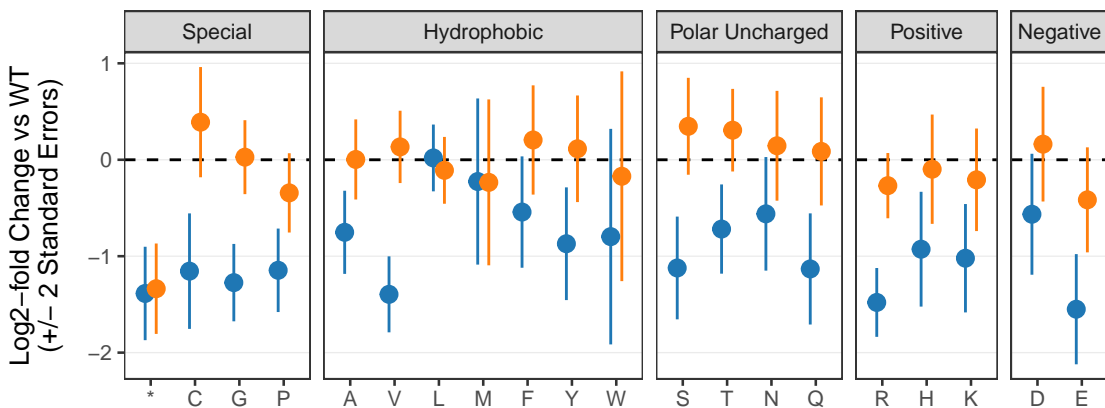 Special Hydrophobic Polar Uncharged Positive Negative
Log2−fold Change vs WT
(+/− 2 Standard Errors)
1
0
−1
−2
* C G P A V L M F Y W S T N Q R H K D E